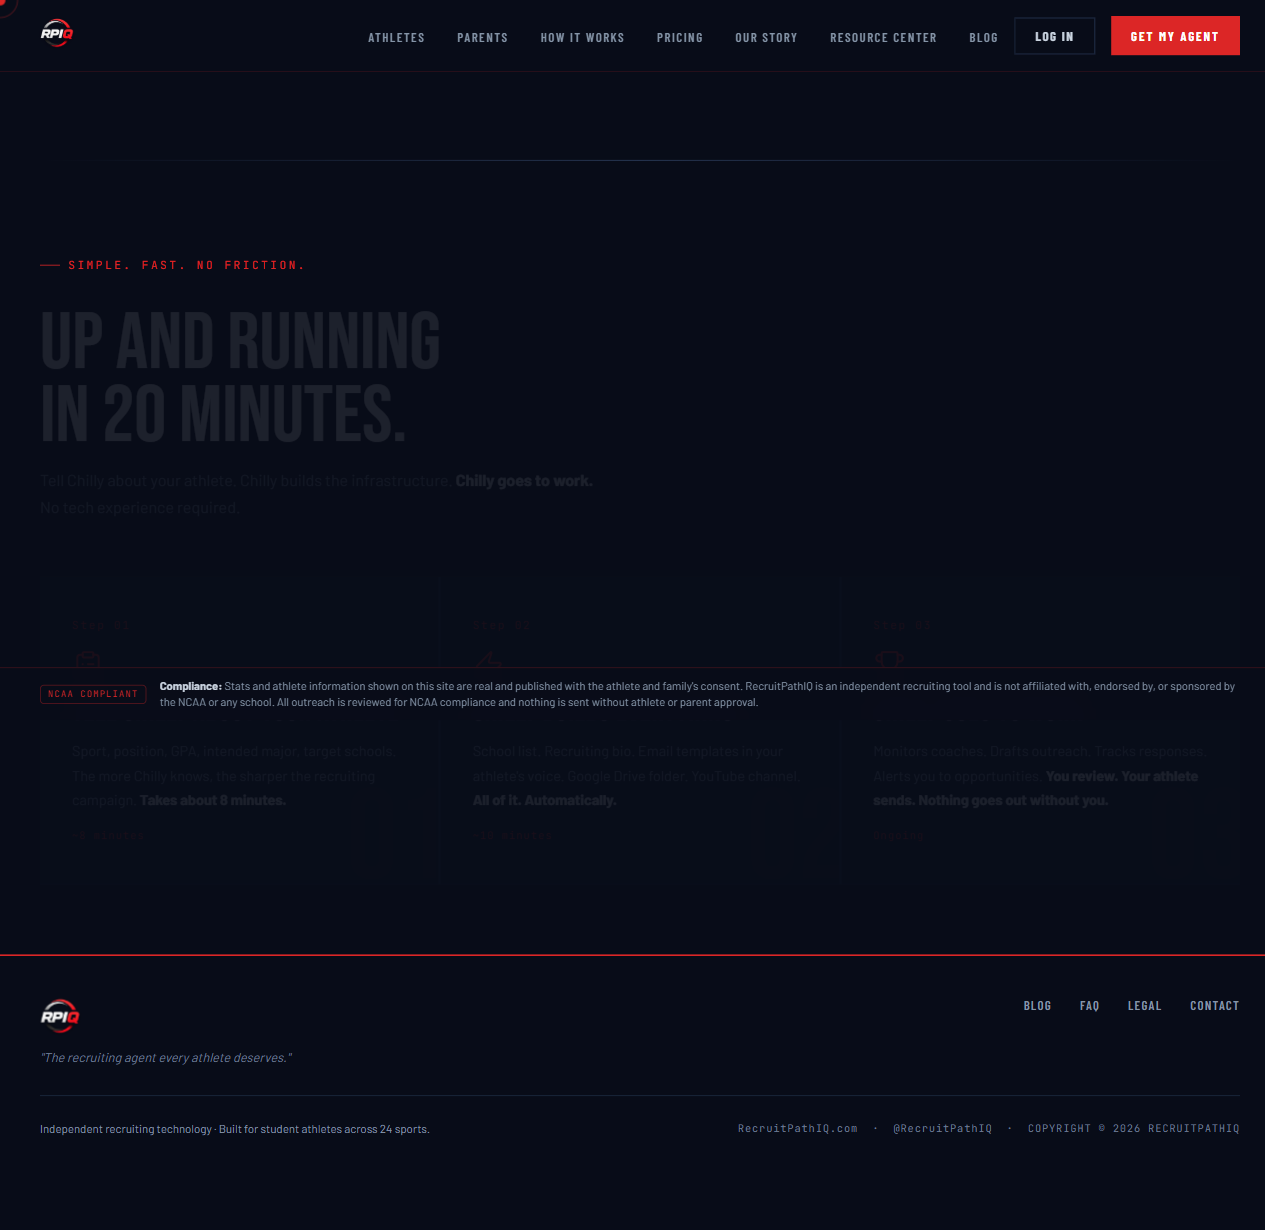 RPIQ
ATHLETES PARENTS HOW IT WORKS PRICING OUR STORY RESOURCE CENTER BLOG LOG IN GET MY AGENT
SIMPLE. FAST. NO FRICTION.
UP AND RUNNING
IN 20 MINUTES.
Tell Chilly about your athlete. Chilly builds the infrastructure. Chilly goes to work.
No tech experience required.
NCAA COMPLIANT
Compliance: Stats and athlete information shown on this site are real and published with the athlete and family's consent. RecruitPathIQ is an independent recruiting tool and is not affiliated with, endorsed by, or sponsored by
the NCAA or any school. All outreach is reviewed for NCAA compliance and nothing is sent without athlete or parent approval.
Sport, position, GPA, intended major, target schools.
The more Chilly knows, the sharper the recruiting
campaign. Takes about 8 minutes.
School list. Recruiting bio. Email templates in your
athlete's voice. Google Drive folder. YouTube channel.
All of it. Automatically.
Monitors coaches. Drafts outreach. Tracks responses.
Alerts you to opportunities. You review. Your athlete
sends. Nothing goes out without you.
RPIQ
BLOG FAQ LEGAL CONTACT
"The recruiting agent every athlete deserves."
Independent recruiting technology · Built for student athletes across 24 sports.
RecruitPathIQ.com · @RecruitPathIQ · COPYRIGHT © 2026 RECRUITPATHIQ